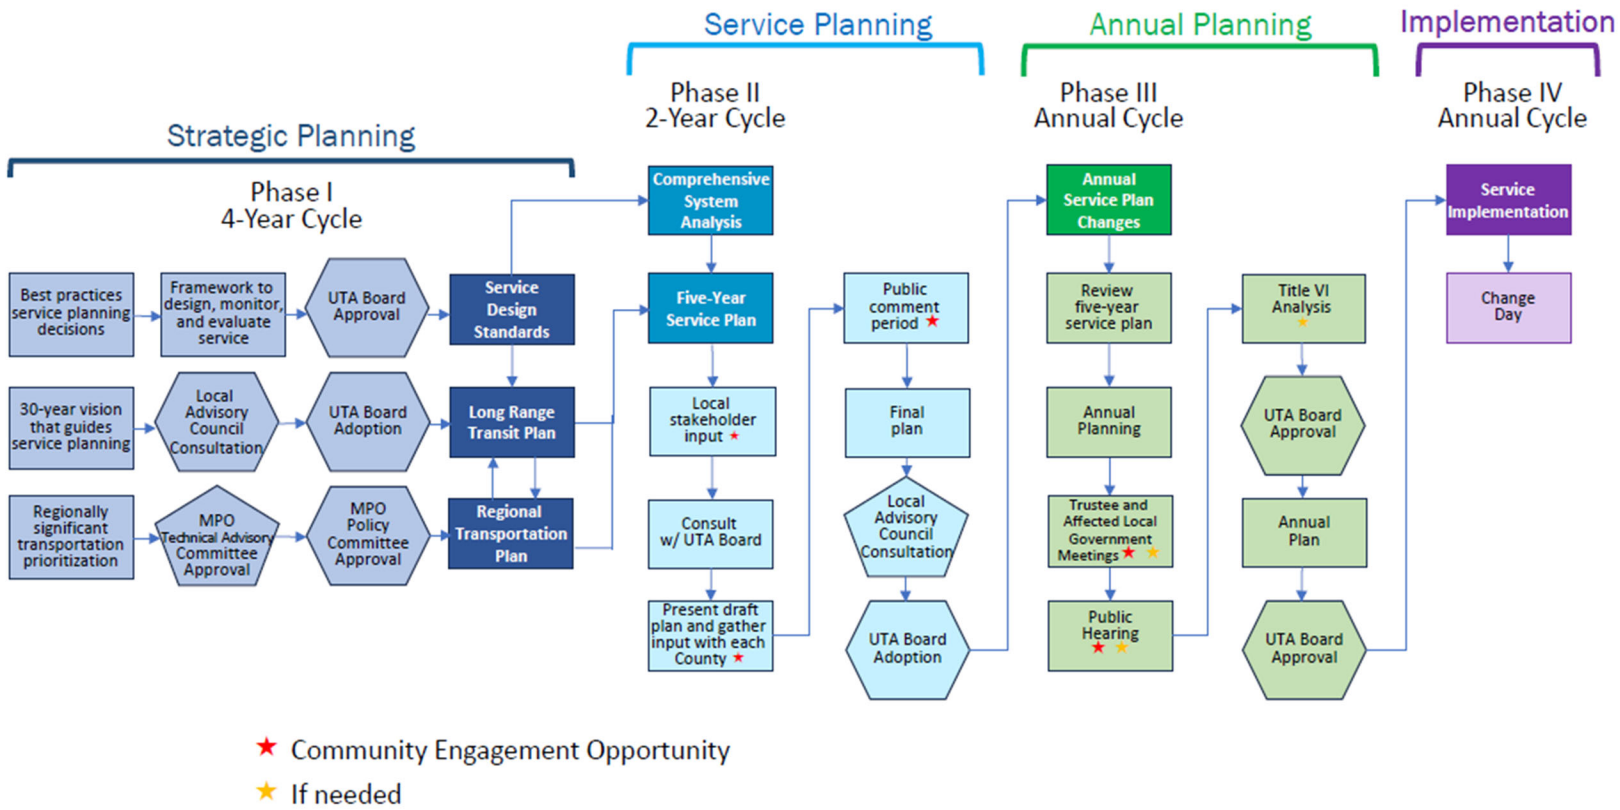 Strategic Planning
Phase I
4-Year Cycle
Best practices
service planning
decisions
Framework to
design, monitor,
and evaluate
service
UTA Board
Approval
Service
Design
Standards
30-year vision
that guides
service planning
Local
Advisory
Council
Consultation
UTA Board
Adoption
Long Range
Transit Plan
Regionally
significant
transportation
prioritization
MPO
Technical Advisory
Committee
Approval
MPO
Policy
Committee
Approval
Regional
Transportation
Plan
Service Planning
Phase II
2-Year Cycle
Comprehensive
System
Analysis
Five-Year
Service Plan
Local
stakeholder
input
Consult
w/ UTA Board
Present draft
plan and gather
input with each
County
Public
comment
period
Final
plan
Local
Advisory
Council
Consultation
UTA Board
Adoption
Annual Planning
Phase III
Annual Cycle
Annual
Service Plan
Changes
Review
five-year
service plan
Annual
Planning
Trustee and
Affected Local
Government
Meetings
Public
Hearing
Title VI
Analysis
UTA Board
Approval
Annual
Plan
UTA Board
Approval
Implementation
Phase IV
Annual Cycle
Service
Implementation
Change
Day
Community Engagement Opportunity
If needed